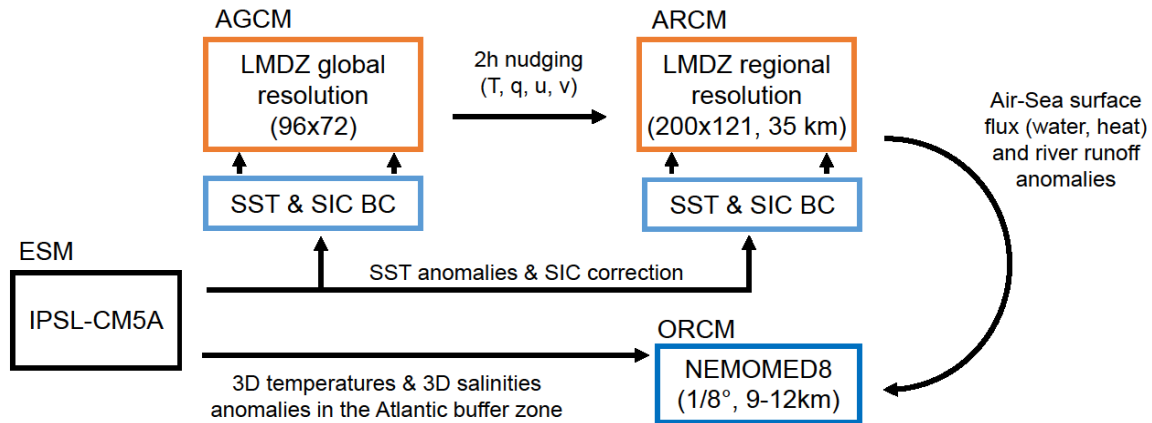 AGCM
LMDZ global
resolution
(96x72)
2h nudging
(T, q, u, v)
ARCM
LMDZ regional
resolution
(200x121, 35 km)
Air-Sea surface
flux (water, heat)
and river runoff
anomalies
SST & SIC BC
SST & SIC BC
ESM
IPSL-CM5A
SST anomalies & SIC correction
ORCM
NEMOMED8
(1/8°, 9-12km)
3D temperatures & 3D salinities
anomalies in the Atlantic buffer zone